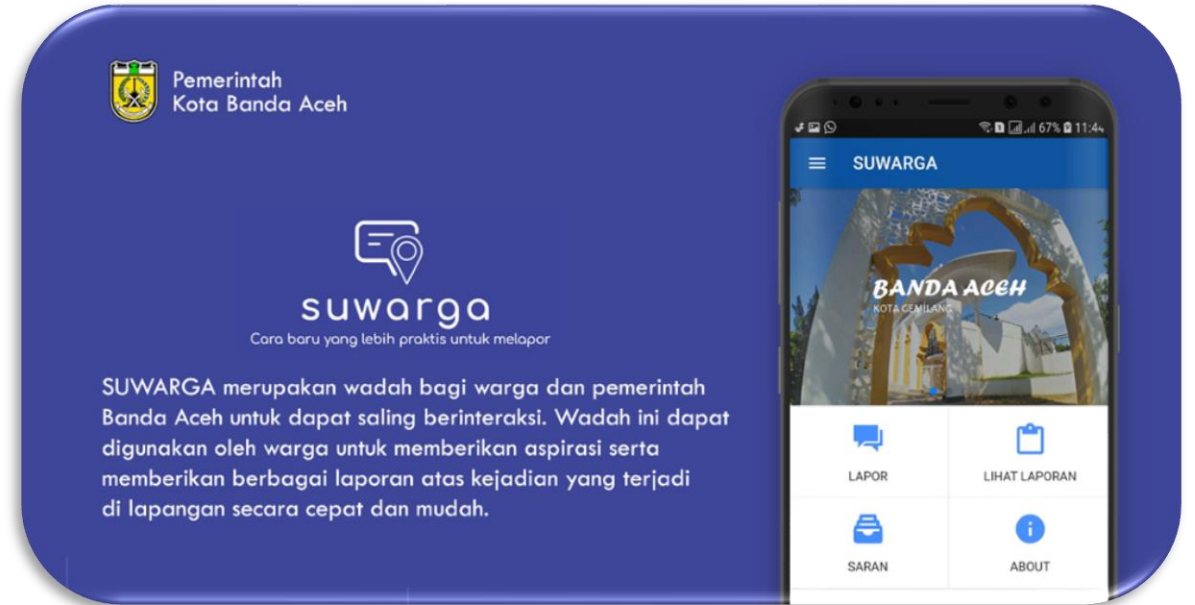 Pemerintah
Kota Banda Aceh
suwarga
Cara baru yang lebih praktis untuk melapor
SUWARGA merupakan wadah bagi warga dan pemerintah
Banda Aceh untuk dapat saling berinteraksi. Wadah ini dapat
digunakan oleh warga untuk memberikan aspirasi serta
memberikan berbagai laporan atas kejadian yang terjadi
di lapangan secara cepat dan mudah.
67% 11:44
SUWARGA
BANDA ACEH
KOTA GEMILANG
LAPOR
LIHAT LAPORAN
SARAN
ABOUT